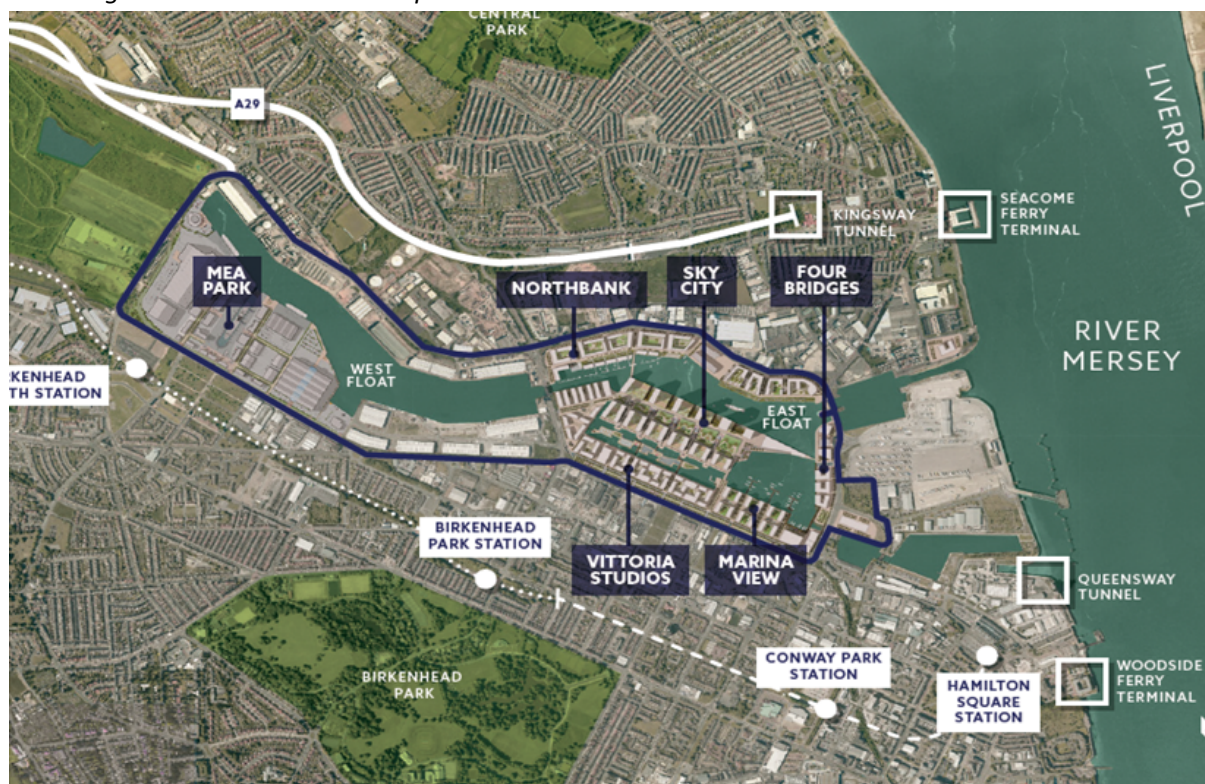 CENTRAL
PARK
A29
LIVERPOOL
KINGSWAY
TUNNEL
SEACOME
FERRY
TERMINAL
MEA
PARK
NORTHBANK
SKY
CITY
FOUR
BRIDGES
RIVER
MERSEY
WEST
FLOAT
EAST
FLOAT
RKENHEAD
TH STATION
BIRKENHEAD
PARK STATION
VITTORIA
STUDIOS
MARINA
VIEW
QUEENSWAY
TUNNEL
BIRKENHEAD
PARK
CONWAY PARK
STATION
HAMILTON
SQUARE
STATION
WOODSIDE
FERRY
TERMINAL